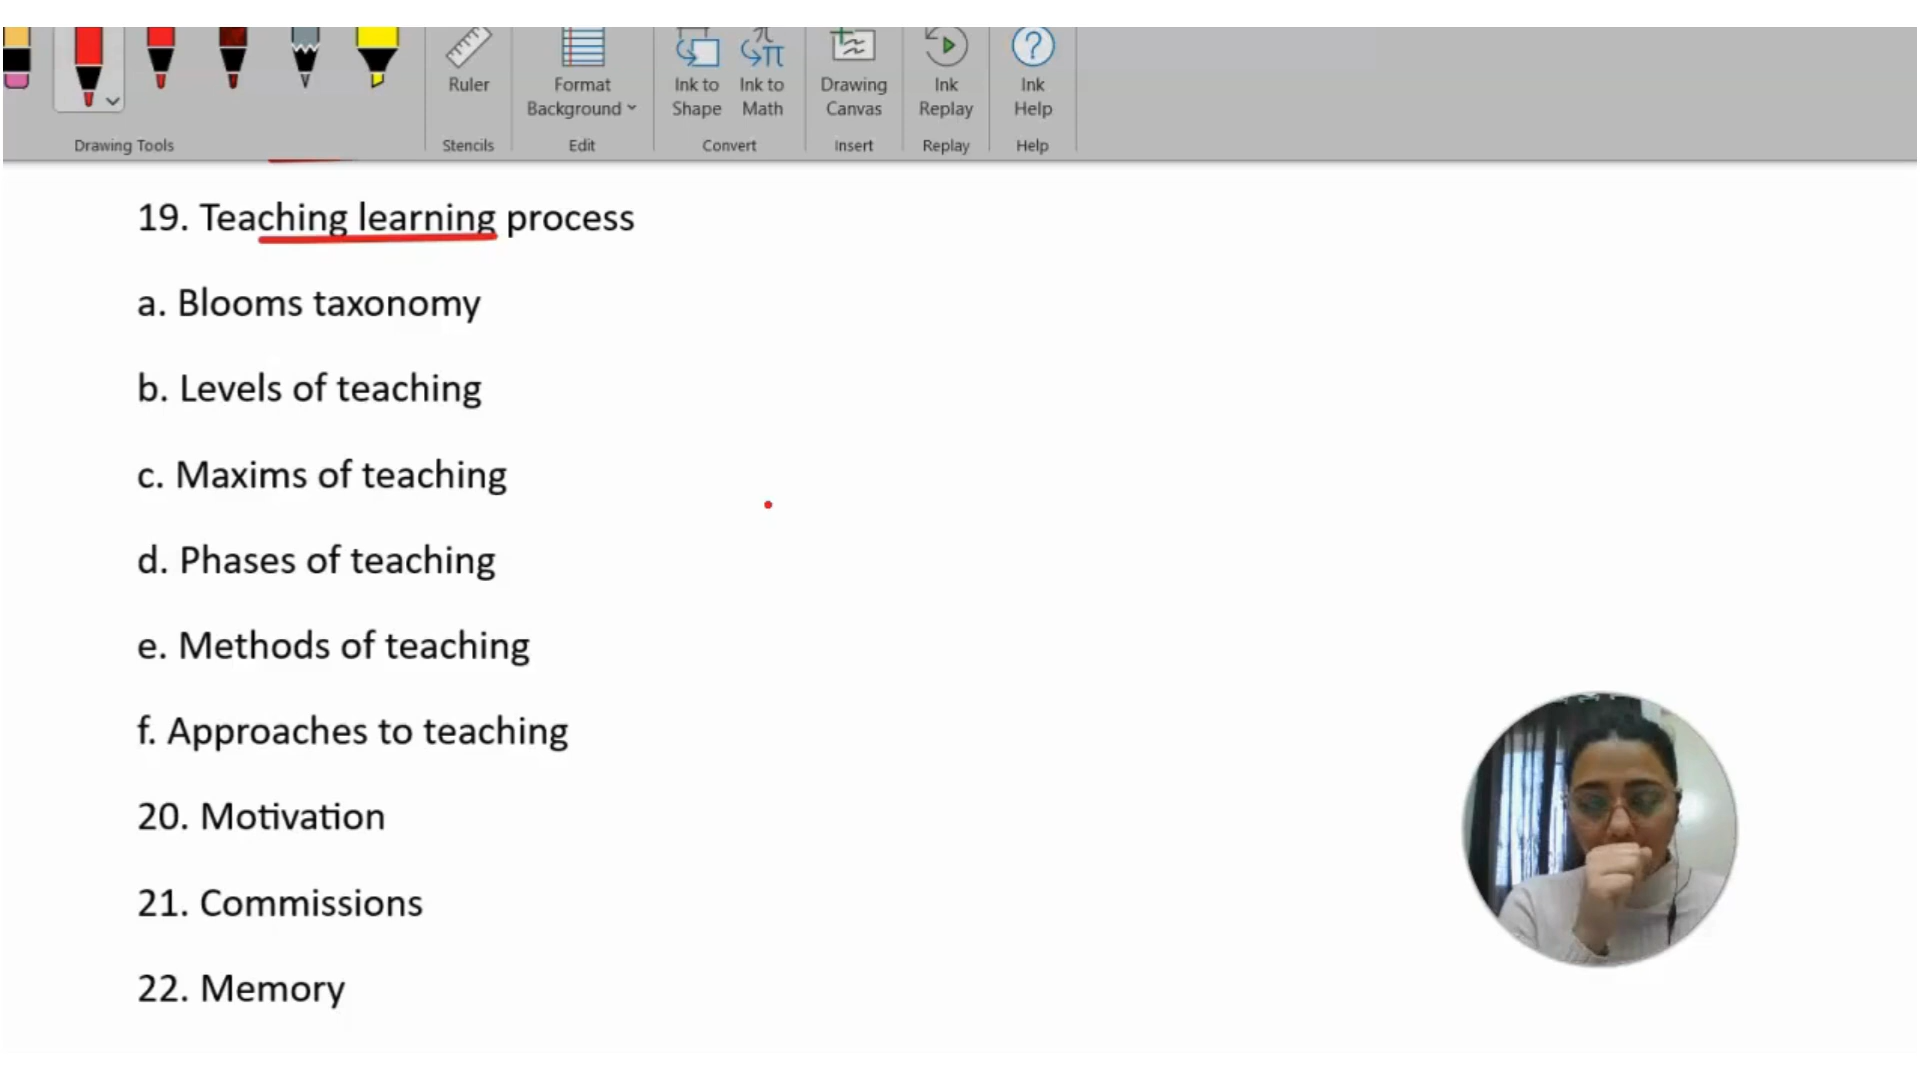 Ruler
Format
Background
Ink to
Shape
Ink to
Math
Drawing
Canvas
Ink
Replay
Ink
Help
Drawing Tools
Stencils
Edit
Convert
Insert
Replay
Help
19. Teaching learning process
a. Blooms taxonomy
b. Levels of teaching
c. Maxims of teaching
d. Phases of teaching
e. Methods of teaching
f. Approaches to teaching
20. Motivation
21. Commissions
22. Memory